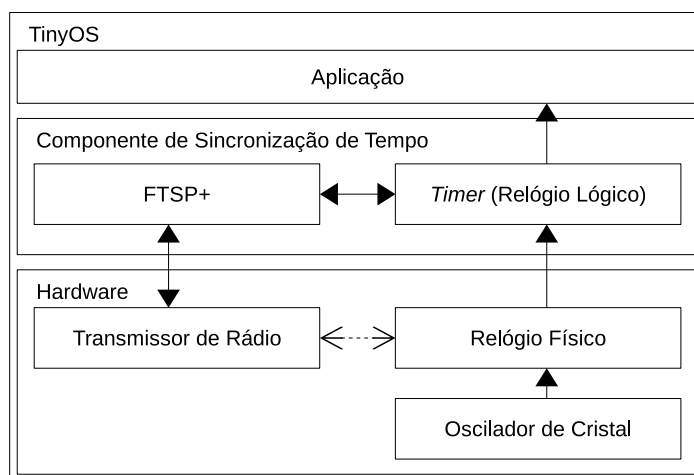 TinyOS
Aplicação
Componente de Sincronização de Tempo
FTSP+
Timer (Relógio Lógico)
Hardware
Transmissor de Rádio
Relógio Físico
Oscilador de Cristal